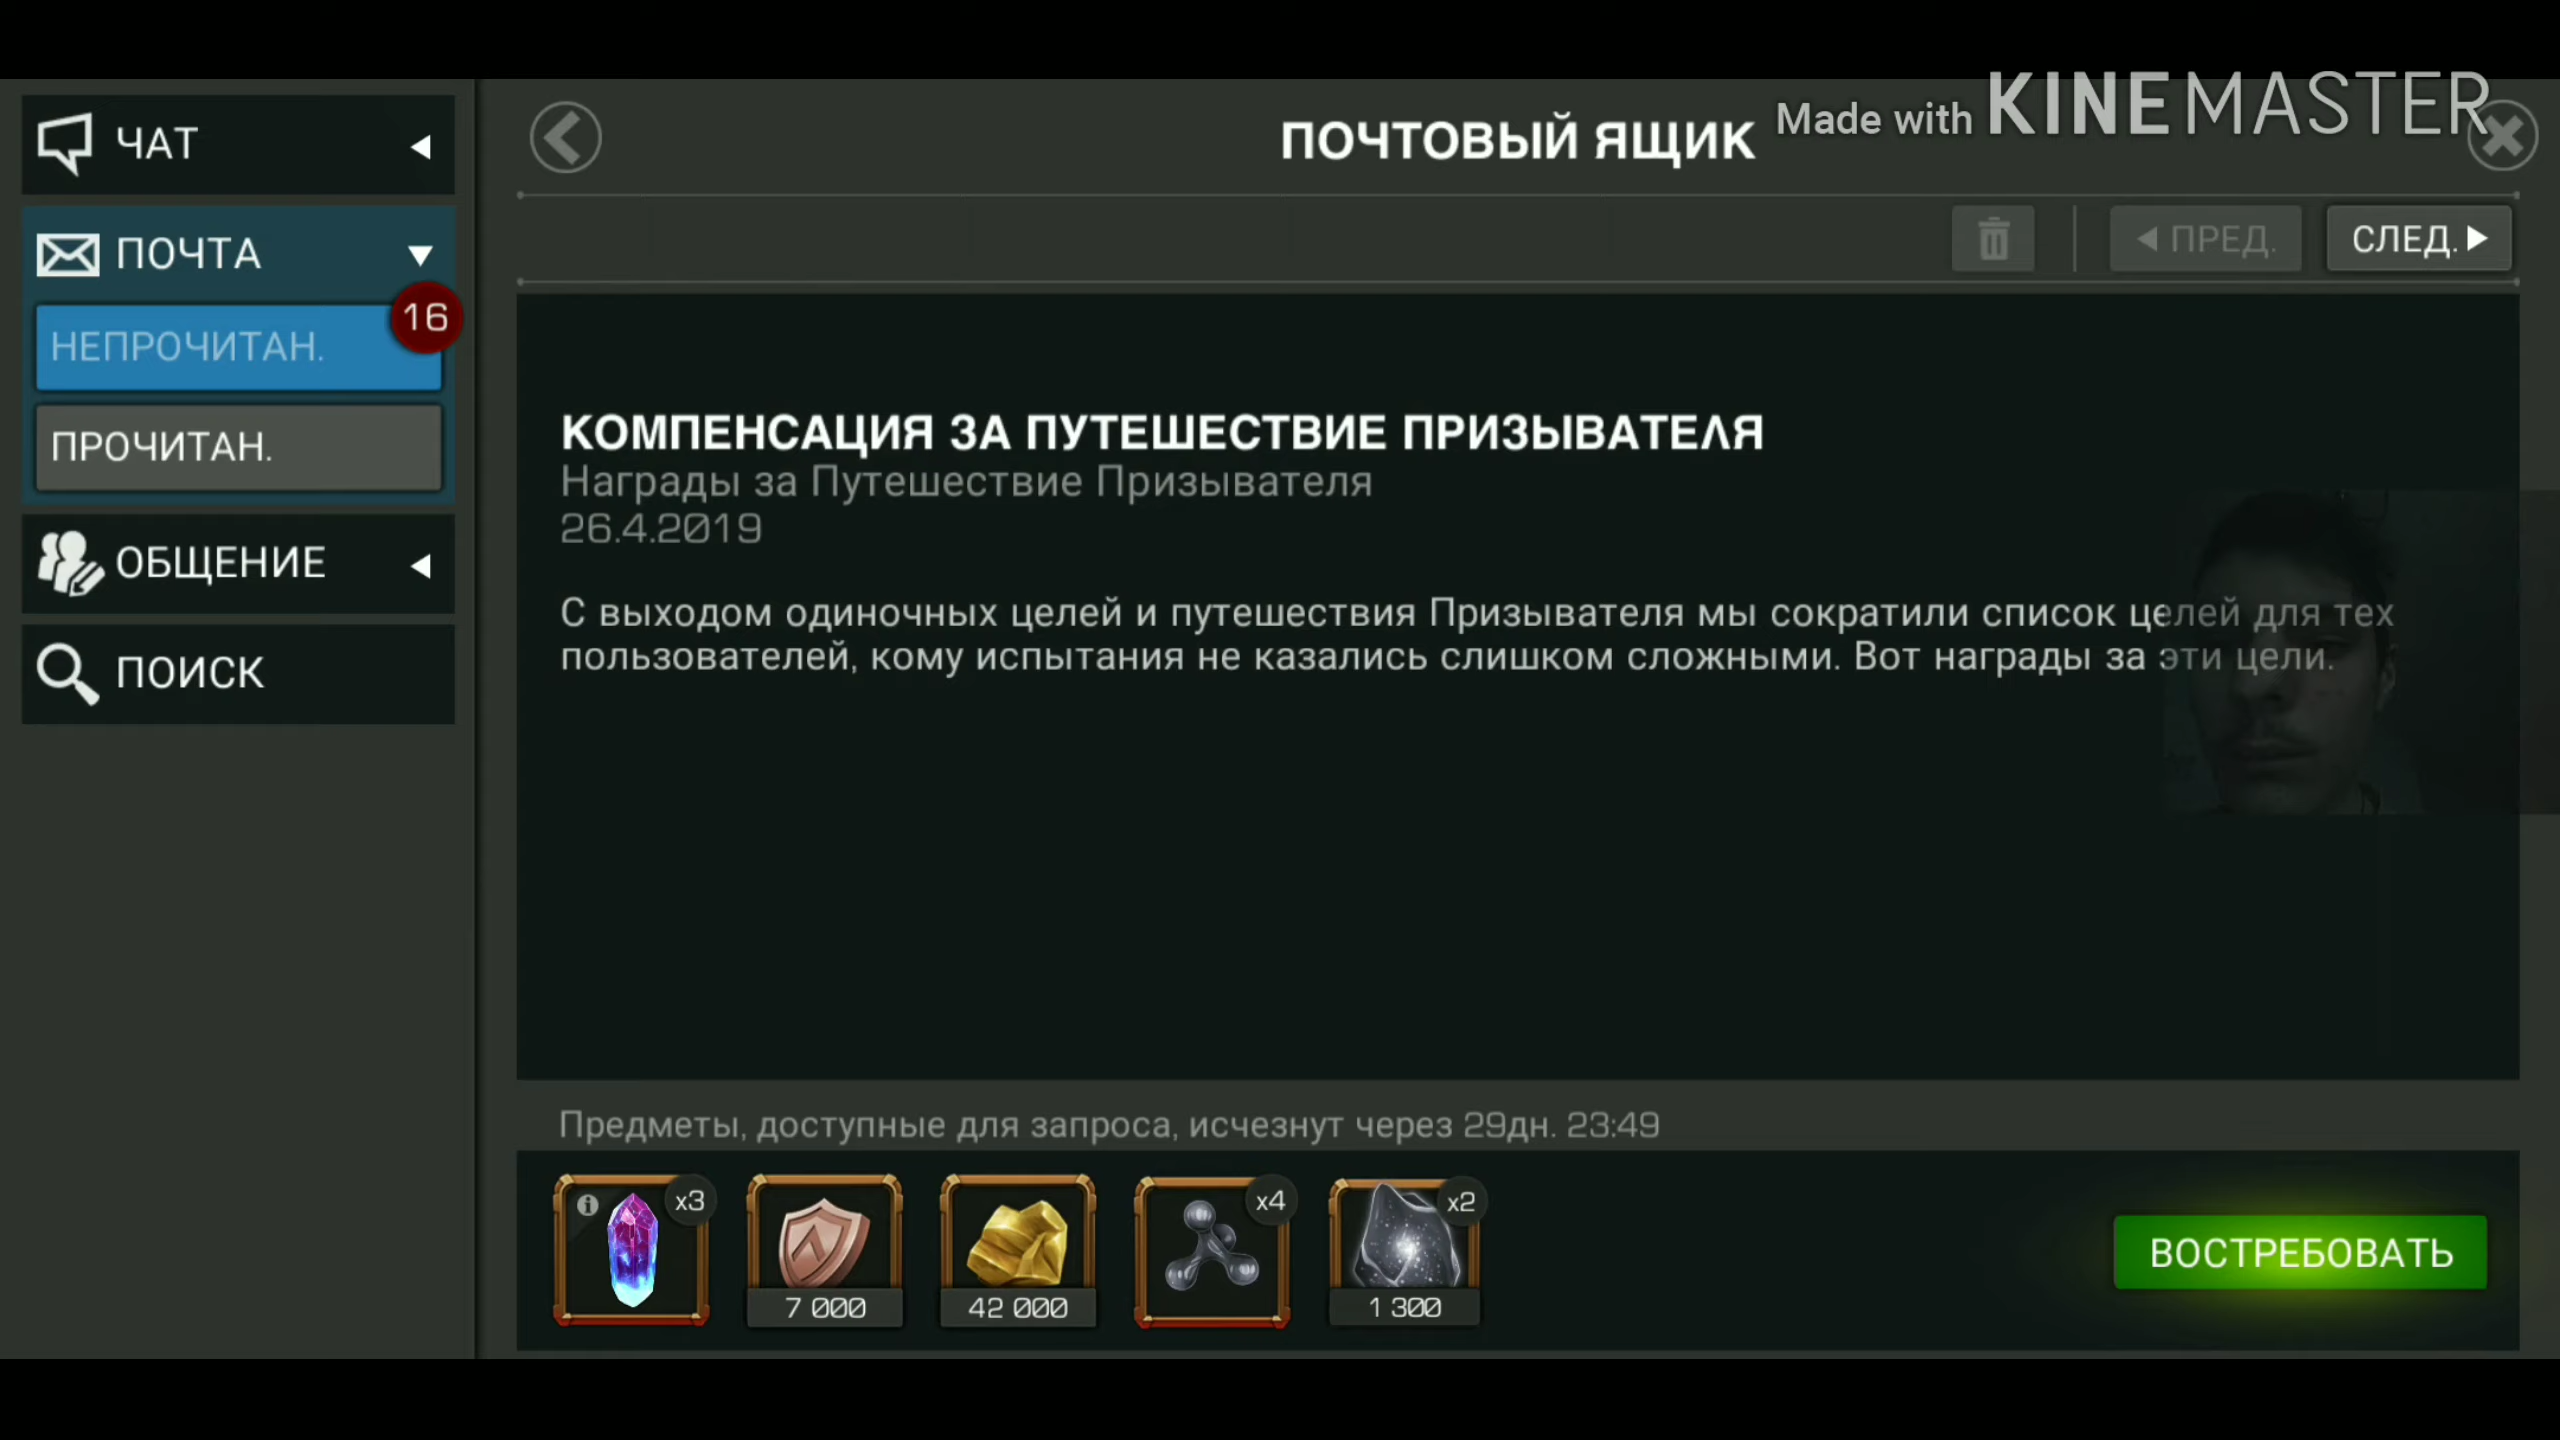 Made with KINEMASTER
ЧАТ
ПОЧТОВЫЙ ЯЩИК
ПОЧТА
ПРЕД.
СЛЕД.
16
НЕПРОЧИТАН.
ПРОЧИТАН.
ОБЩЕНИЕ
ПОИСК
КОМПЕНСАЦИЯ ЗА ПУТЕШЕСТВИЕ ПРИЗЫВАТЕЛЯ
Награды за Путешествие Призывателя
26.4.2019
С выходом одиночных целей и путешествия Призывателя мы сократили список целей для тех
пользователей, кому испытания не казались слишком сложными. Вот награды за эти цели.
Предметы, доступные для запроса, исчезнут через 29дн. 23:49
x3
x4
x2
7 000
42 000
1 300
ВОСТРЕБОВАТЬ